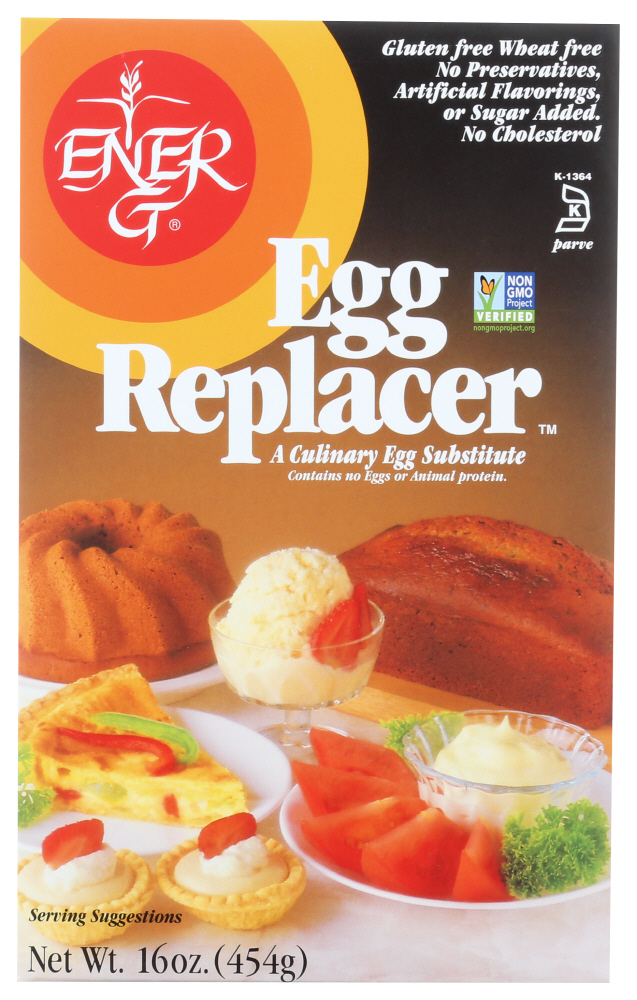 ENER
G®
Gluten free Wheat free
No Preservatives,
Artificial Flavorings,
or Sugar Added.
No Cholesterol
K-1364
K
parve
Egg
Replacer™
NON
GMO
Project
VERIFIED
nongmoproject.org
A Culinary Egg Substitute
Contains no Eggs or Animal protein.
Serving Suggestions
Net Wt. 16oz. (454g)